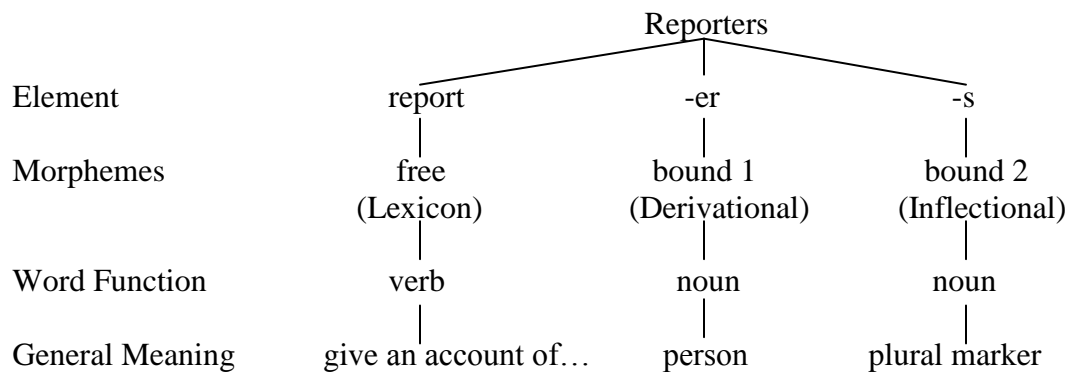 Reporters
Element report -er -s
Morphemes free bound 1 bound 2
(Lexicon) (Derivational) (Inflectional)
Word Function verb noun noun
General Meaning give an account of… person plural marker